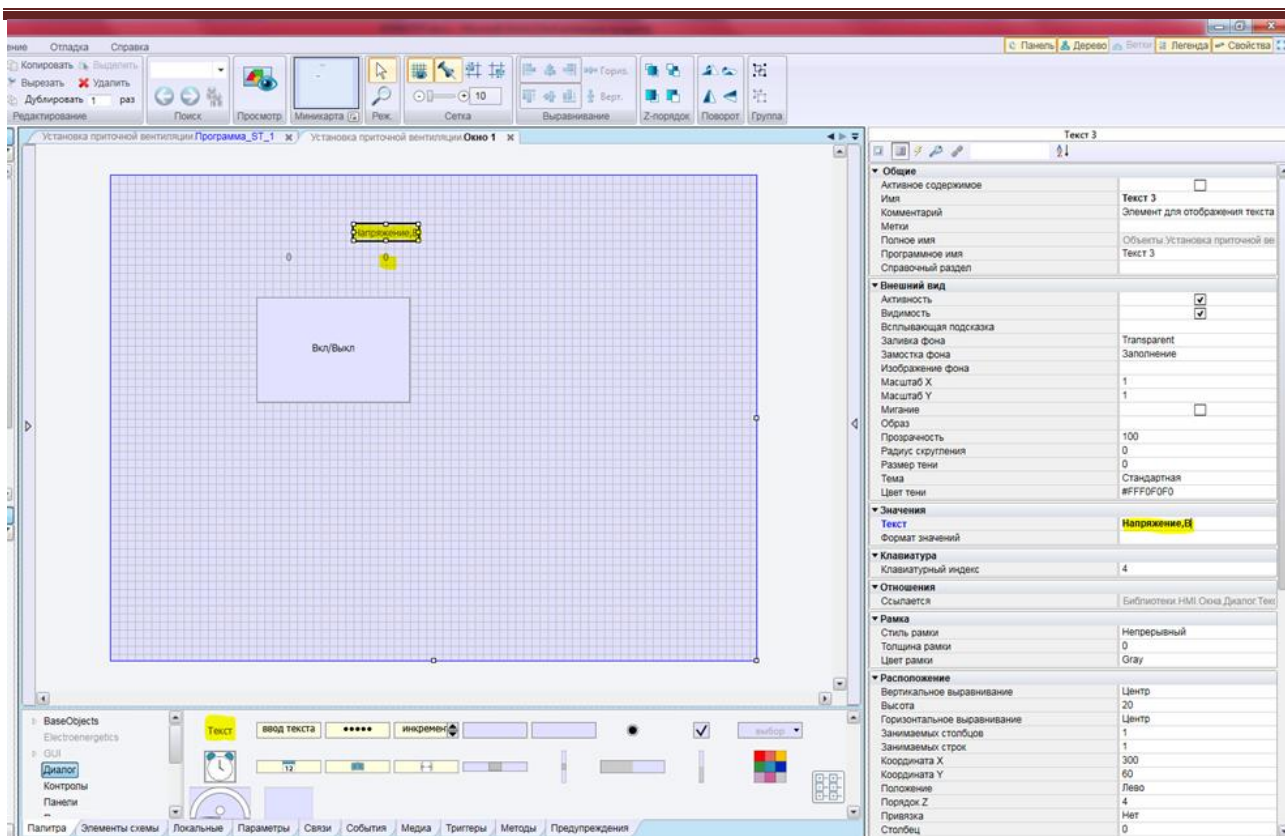 ение Отладка Справка
Панель Дерево Ветки Легенда Свойства
Копировать Выделить
Вырезать Удалить
Дублировать 1 раз
10
Гориз.
Верт.
Редактирование Поиск Просмотр Миникарта Реж. Сетка Выравнивание Z-порядок Поворот Группа
Установка приточной вентиляции.Программа_ST_1 Установка приточной вентиляции.Окно 1
Напряжение,В
0 0
Вкл/Выкл
Текст 3
Общие
Активное содержимое
Имя Текст 3
Комментарий Элемент для отображения текста
Метки
Полное имя Объекты.Установка приточной ве
Программное имя Текст 3
Справочный раздел
Внешний вид
Активность
Видимость
Всплывающая подсказка
Заливка фона Transparent
Замостка фона Заполнение
Изображение фона
Масштаб X 1
Масштаб Y 1
Мигание
Образ
Прозрачность 100
Радиус скругления 0
Размер тени 0
Тема Стандартная
Цвет тени #FFF0F0F0
Значения
Текст Напряжение,В
Формат значений
Клавиатура
Клавиатурный индекс 4
Отношения
Ссылается Библиотеки.HMI.Окна.Диалог.Текс
Рамка
Стиль рамки Непрерывный
Толщина рамки 0
Цвет рамки Gray
Расположение
Вертикальное выравнивание Центр
Высота 20
Горизонтальное выравнивание Центр
Занимаемых столбцов 1
Занимаемых строк 1
Координата X 300
Координата Y 60
Положение Лево
Порядок Z 4
Привязка Нет
Столбец 0
BaseObjects
Electroenergetics
GUI
Диалог
Контролы
Панели
Текст ввод текста инкремент выбор
12
Палитра Элементы схемы Локальные Параметры Связи События Медиа Триггеры Методы Предупреждения